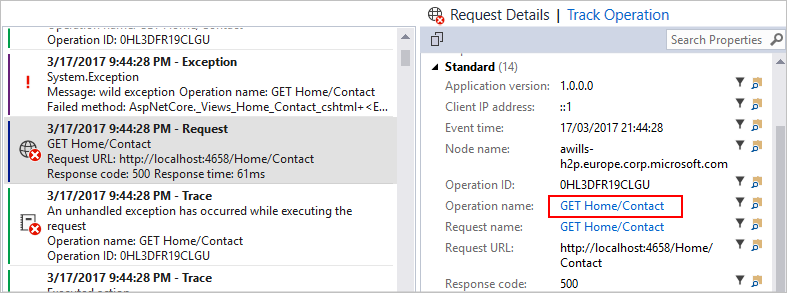 Operation name: GET Home/Contact
Operation ID: 0HL3DFR19CLGU
3/17/2017 9:44:28 PM - Exception
System.Exception
Message: wild exception Operation name: GET Home/Contact
Failed method: AspNetCore._Views_Home_Contact_cshtml+<E...
3/17/2017 9:44:28 PM - Request
GET Home/Contact
Request URL: http://localhost:4658/Home/Contact
Response code: 500 Response time: 61ms
3/17/2017 9:44:28 PM - Trace
An unhandled exception has occurred while executing the
request
Operation name: GET Home/Contact
Operation ID: 0HL3DFR19CLGU
3/17/2017 9:44:28 PM - Trace
Request Details | Track Operation
Search Properties
Standard (14)
Application version: 1.0.0.0
Client IP address: ::1
Event time: 17/03/2017 21:44:28
Node name: awills-
h2p.europe.corp.microsoft.com
Operation ID: 0HL3DFR19CLGU
Operation name: GET Home/Contact
Request name: GET Home/Contact
Request URL: http://localhost:4658/Home/
Contact
Response code: 500